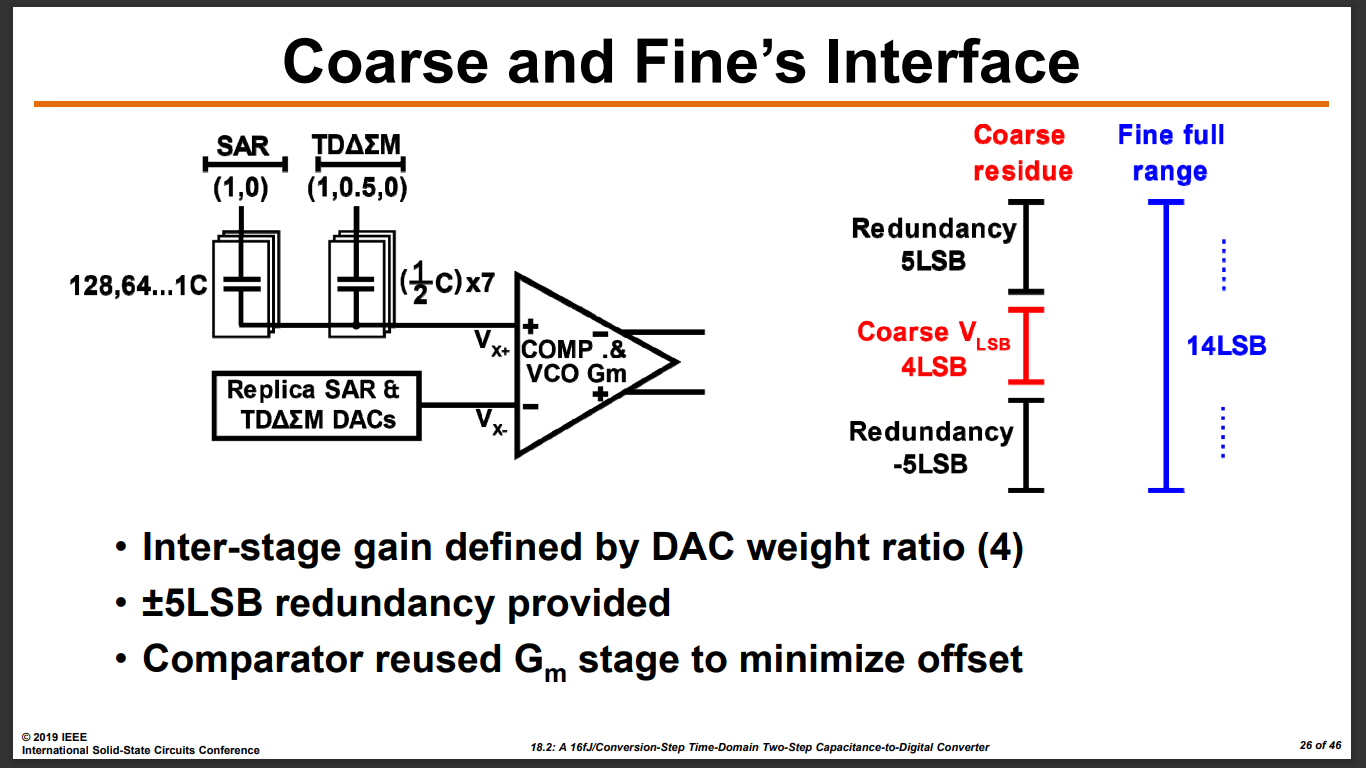 Coarse and Fine's Interface
SAR
TDΔΣM
(1,0)
(1,0.5,0)
128,64...1C
(1/2 C)x7
VX+
+
−
COMP .&
VCO Gm
+
−
VX-
Replica SAR &
TDΔΣM DACs
Coarse
residue
Fine full
range
Redundancy
5LSB
Coarse VLSB
4LSB
Redundancy
-5LSB
14LSB
• Inter-stage gain defined by DAC weight ratio (4)
• ±5LSB redundancy provided
• Comparator reused Gm stage to minimize offset
© 2019 IEEE
International Solid-State Circuits Conference
18.2: A 16fJ/Conversion-Step Time-Domain Two-Step Capacitance-to-Digital Converter
26 of 46